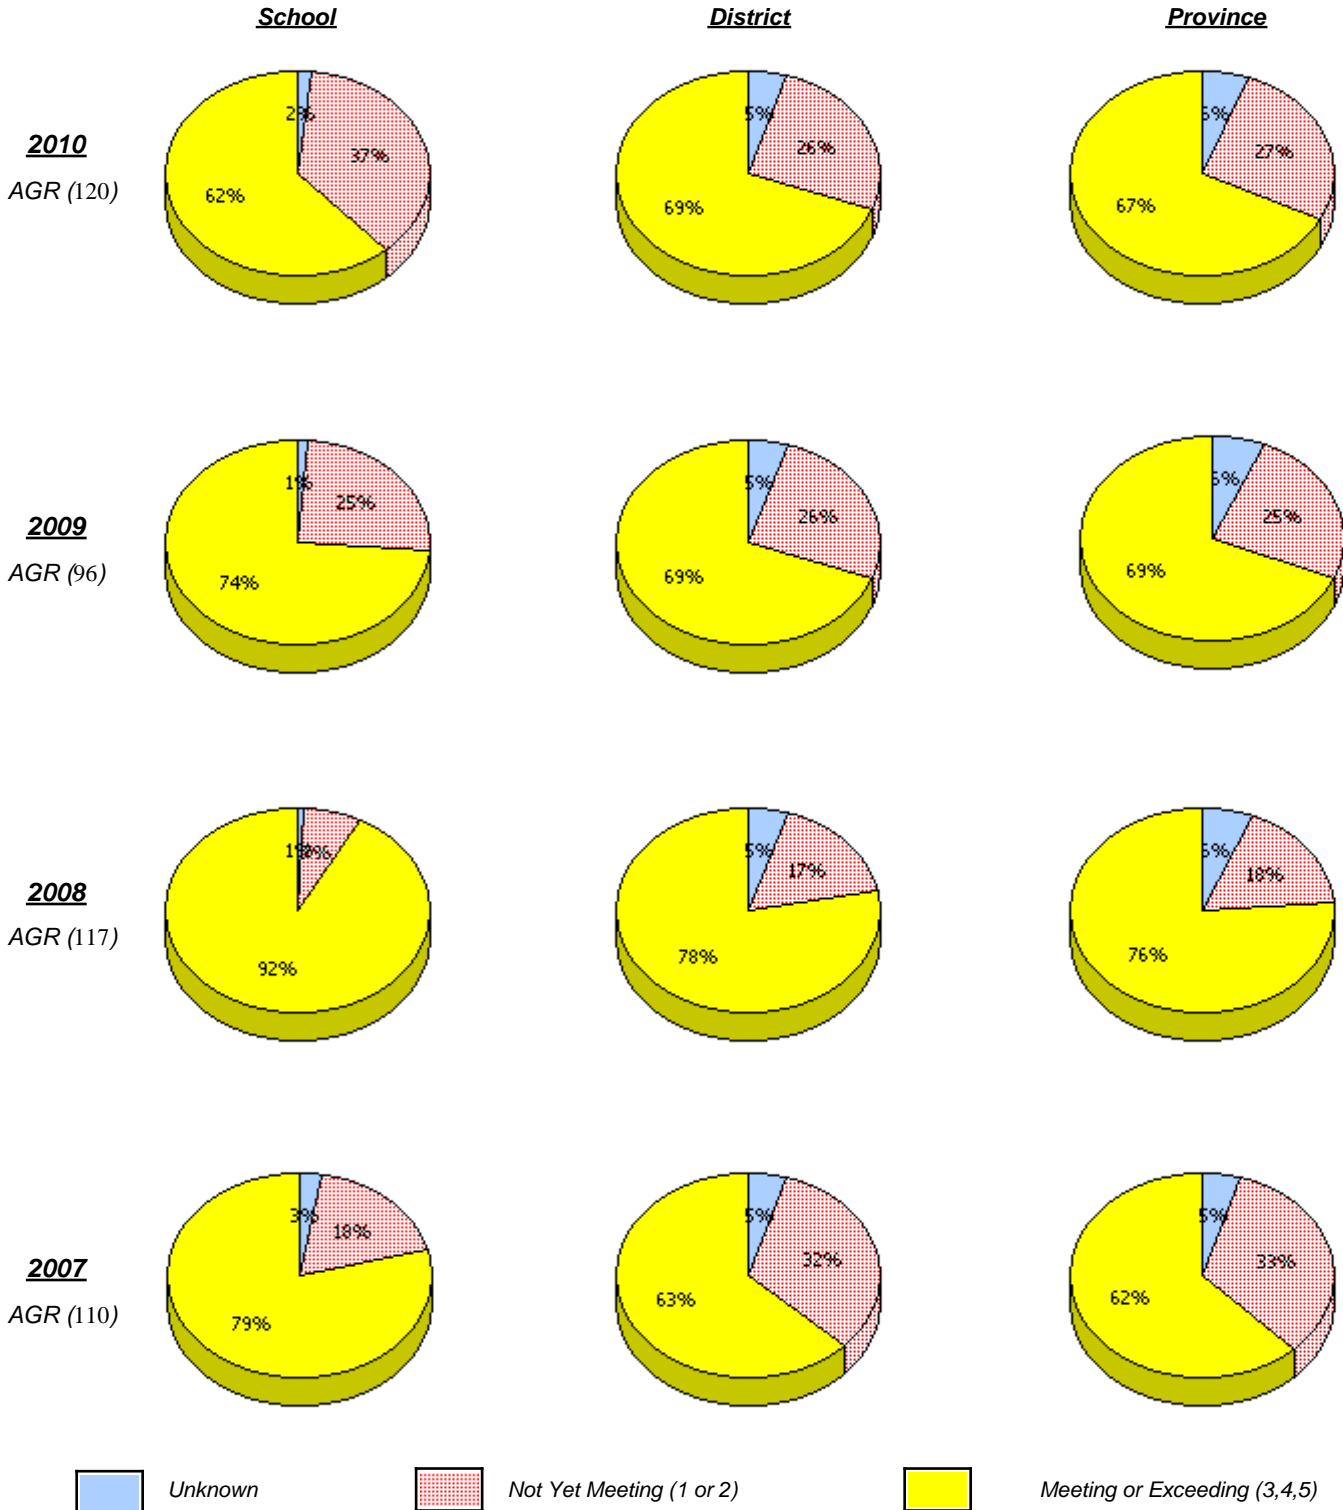 School District Province
2010
AGR (120)
2% 37% 62%
5% 26% 69%
27% 67%
2009
AGR (96)
1% 25% 74%
5% 26% 69%
25% 69%
2008
AGR (117)
1% 92%
5% 17% 78%
18% 76%
2007
AGR (110)
3% 18% 79%
5% 32% 63%
5% 33% 62%
Unknown Not Yet Meeting (1 or 2) Meeting or Exceeding (3,4,5)